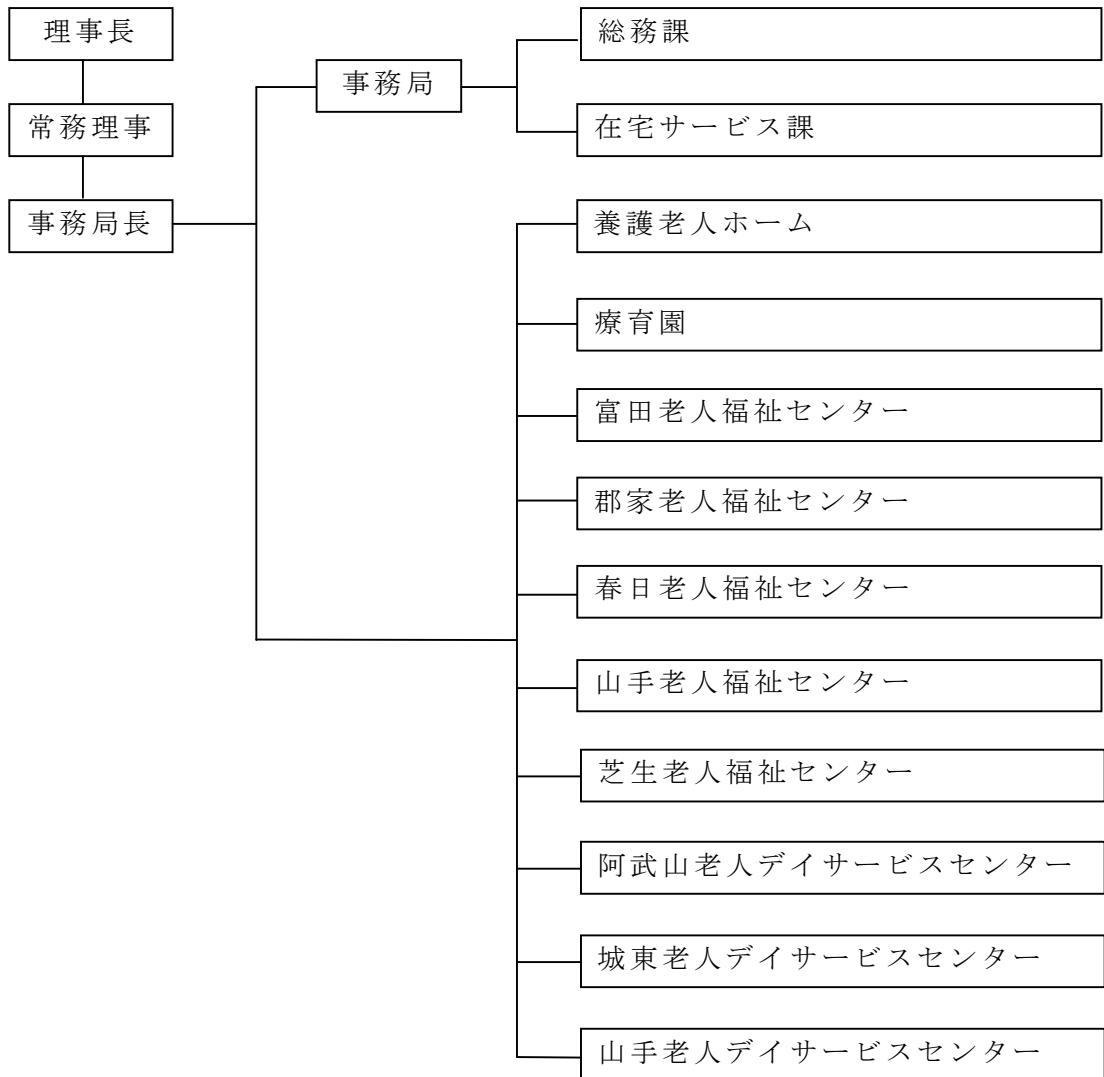 理事長
常務理事
事務局長
事務局
総務課
在宅サービス課
養護老人ホーム
療育園
富田老人福祉センター
郡家老人福祉センター
春日老人福祉センター
山手老人福祉センター
芝生老人福祉センター
阿武山老人デイサービスセンター
城東老人デイサービスセンター
山手老人デイサービスセンター